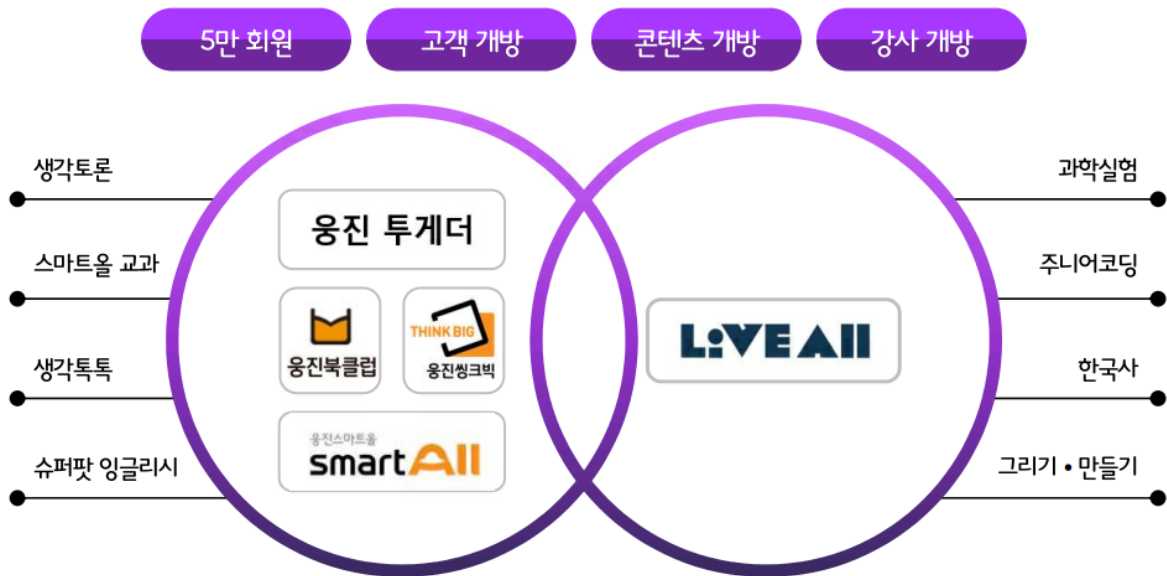 5만 회원
고객 개방
콘텐츠 개방
강사 개방
생각토론
스마트올 교과
생각톡톡
슈퍼팟 잉글리시
웅진 투게더
웅진북클럽
THINK BIG
웅진씽크빅
웅진스마트올
smartAll
LiVE All
과학실험
주니어코딩
한국사
그리기 • 만들기